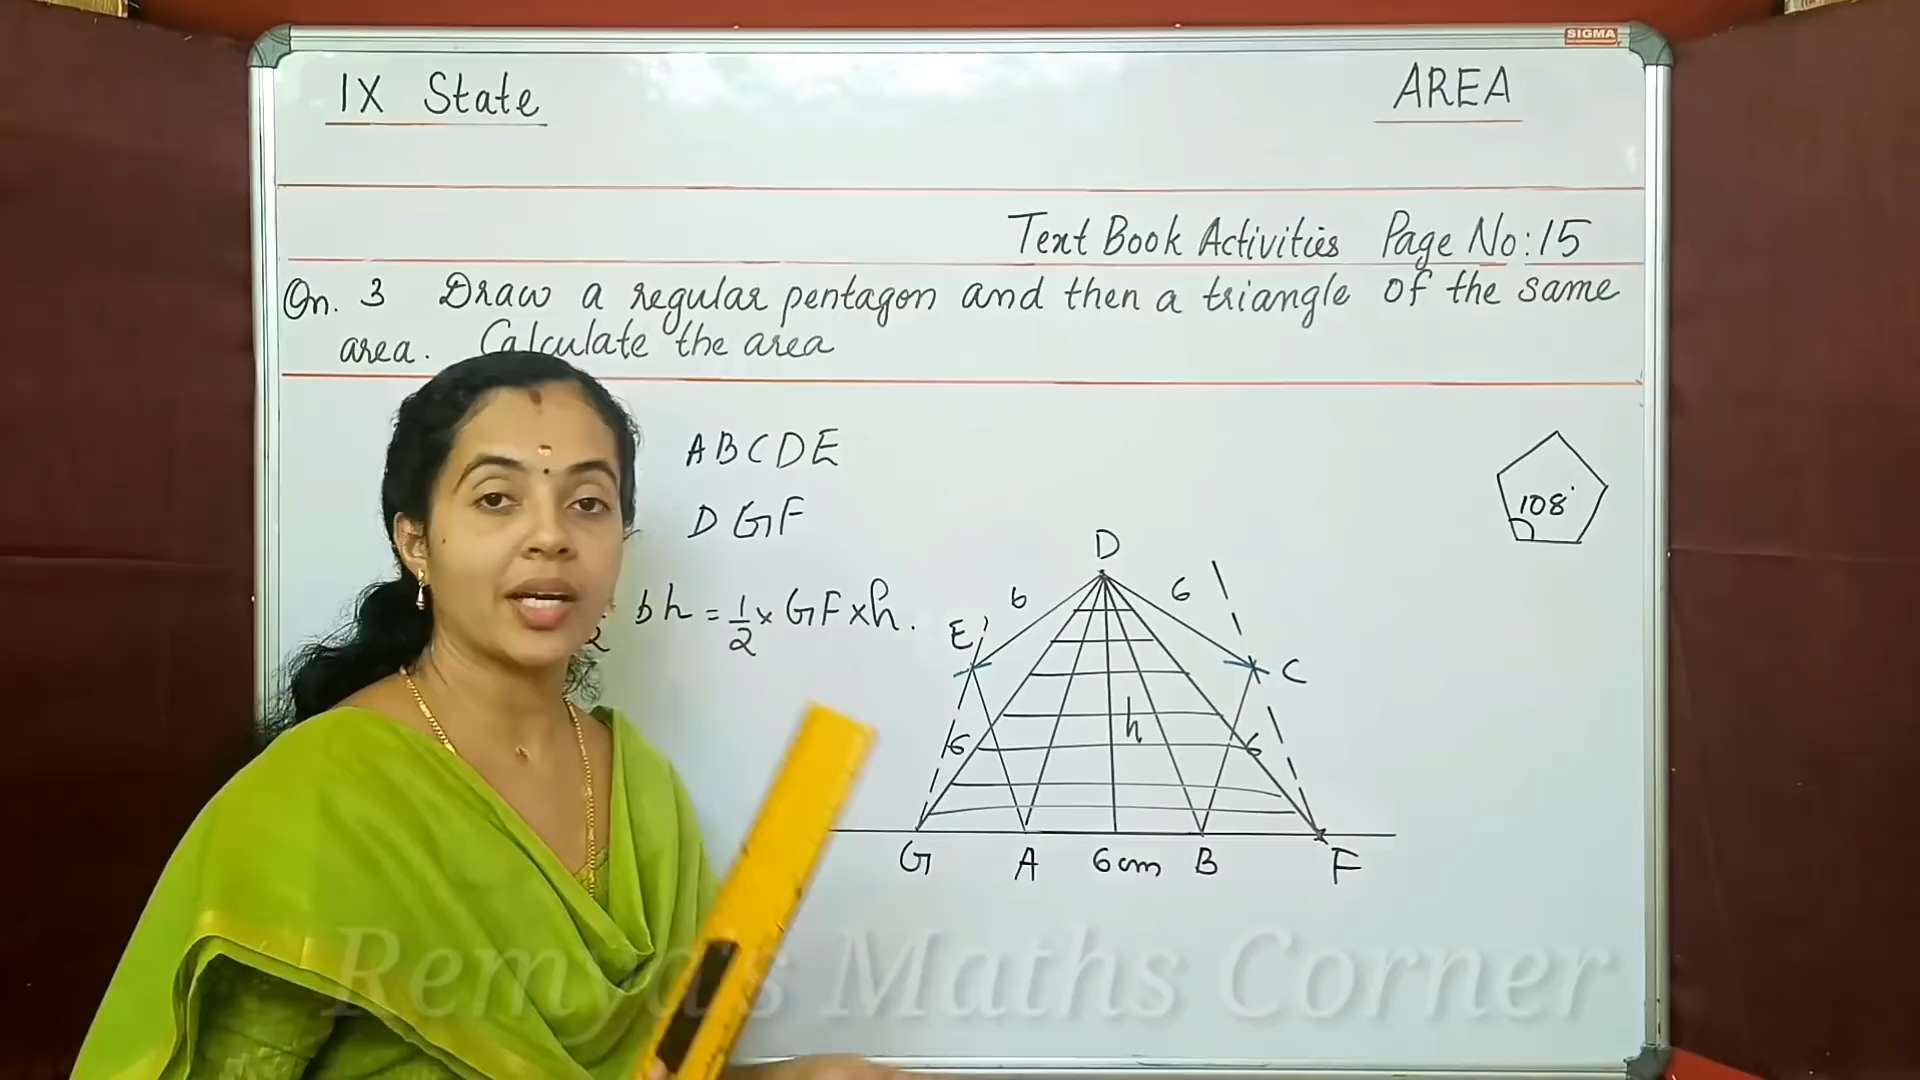 SIGMA
IX State
AREA
Text Book Activities Page No:15
Qn. 3 Draw a regular pentagon and then a triangle of the same
area. Calculate the area
ABCDE
DGF
108°
D
6 6
1/2 bh = 1/2 × GF × h.
E
C
h
6 6
G A 6cm B F
Remya's Maths Corner